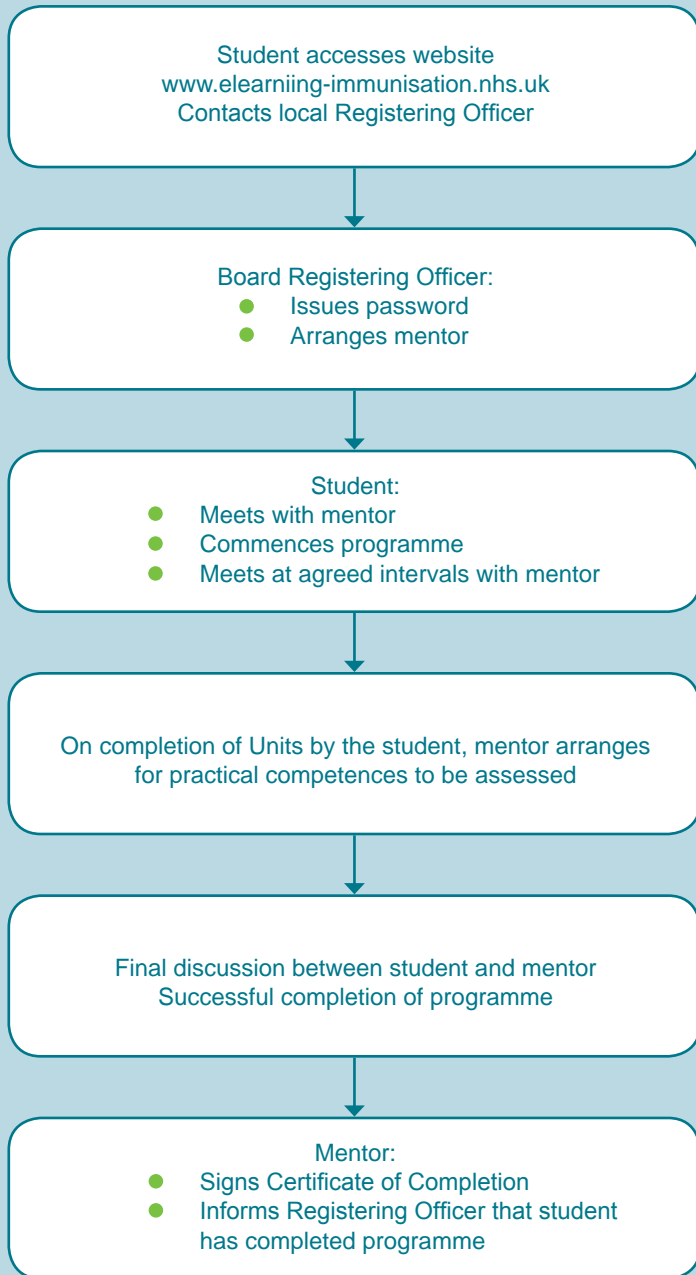 Student accesses website
www.elearniing-immunisation.nhs.uk
Contacts local Registering Officer
Board Registering Officer:
Issues password
Arranges mentor
Student:
Meets with mentor
Commences programme
Meets at agreed intervals with mentor
On completion of Units by the student, mentor arranges
for practical competences to be assessed
Final discussion between student and mentor
Successful completion of programme
Mentor:
Signs Certificate of Completion
Informs Registering Officer that student
has completed programme